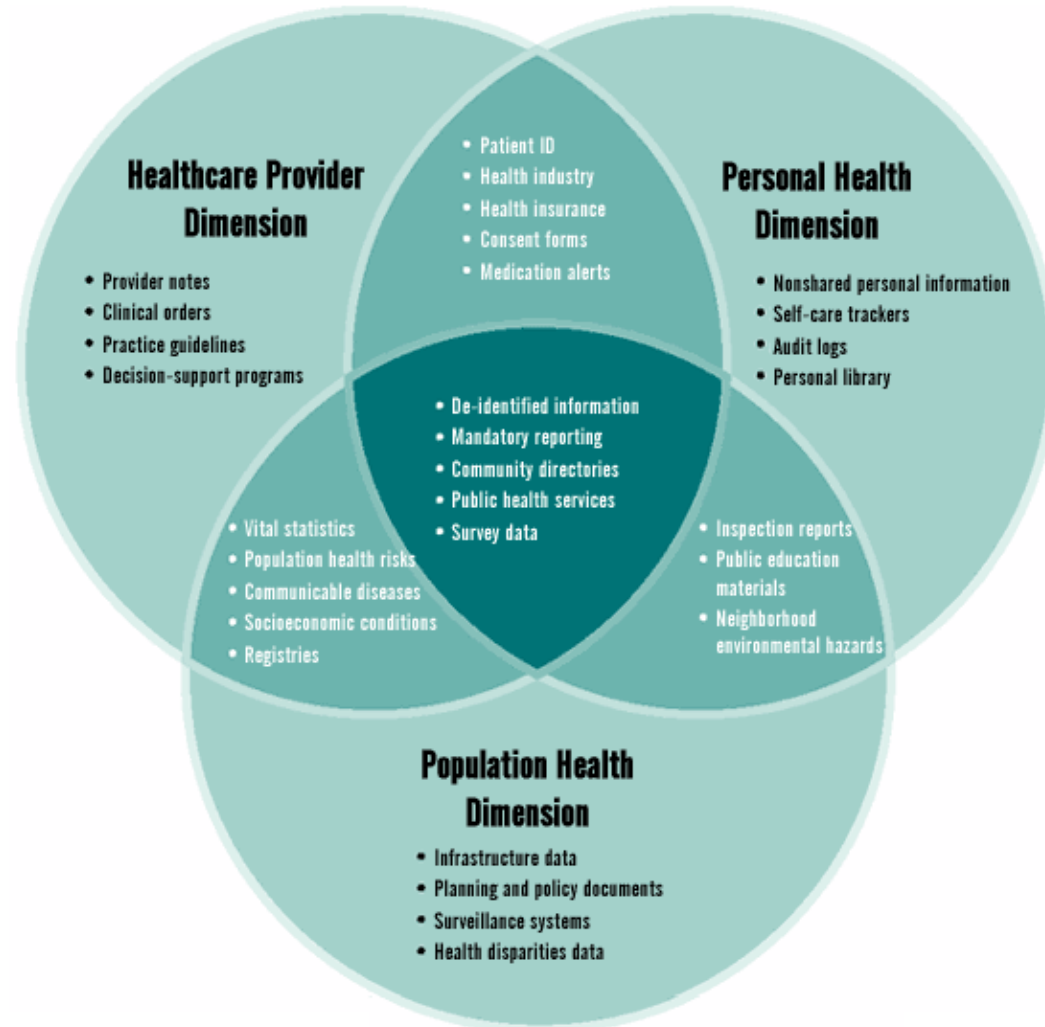 Healthcare Provider
Dimension
• Provider notes
• Clinical orders
• Practice guidelines
• Decision-support programs
• Patient ID
• Health industry
• Health insurance
• Consent forms
• Medication alerts
Personal Health
Dimension
• Nonshared personal information
• Self-care trackers
• Audit logs
• Personal library
• De-identified information
• Mandatory reporting
• Community directories
• Public health services
• Survey data
• Vital statistics
• Population health risks
• Communicable diseases
• Socioeconomic conditions
• Registries
• Inspection reports
• Public education
materials
• Neighborhood
environmental hazards
Population Health
Dimension
• Infrastructure data
• Planning and policy documents
• Surveillance systems
• Health disparities data